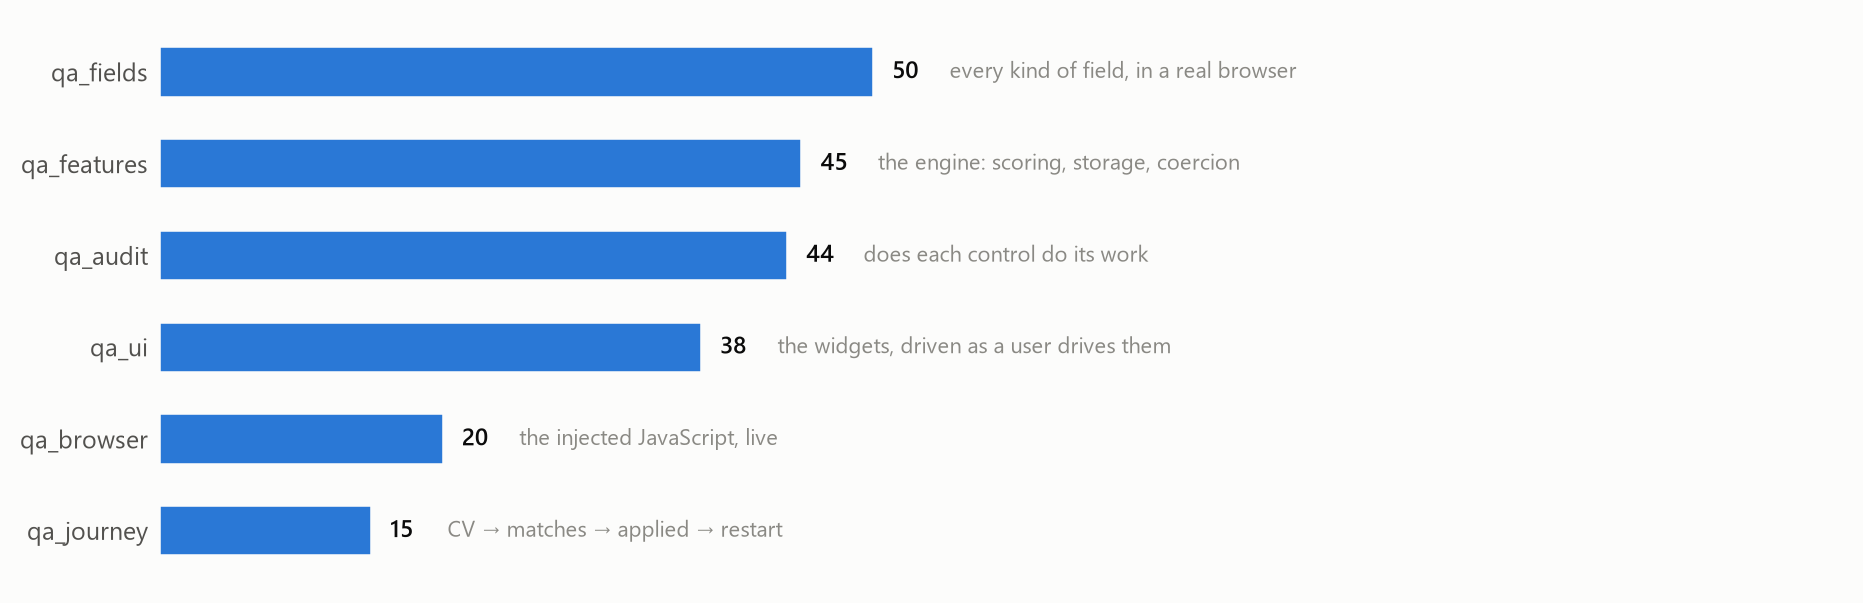 qa_fields 50 every kind of field, in a real browser
qa_features 45 the engine: scoring, storage, coercion
qa_audit 44 does each control do its work
qa_ui 38 the widgets, driven as a user drives them
qa_browser 20 the injected JavaScript, live
qa_journey 15 CV → matches → applied → restart